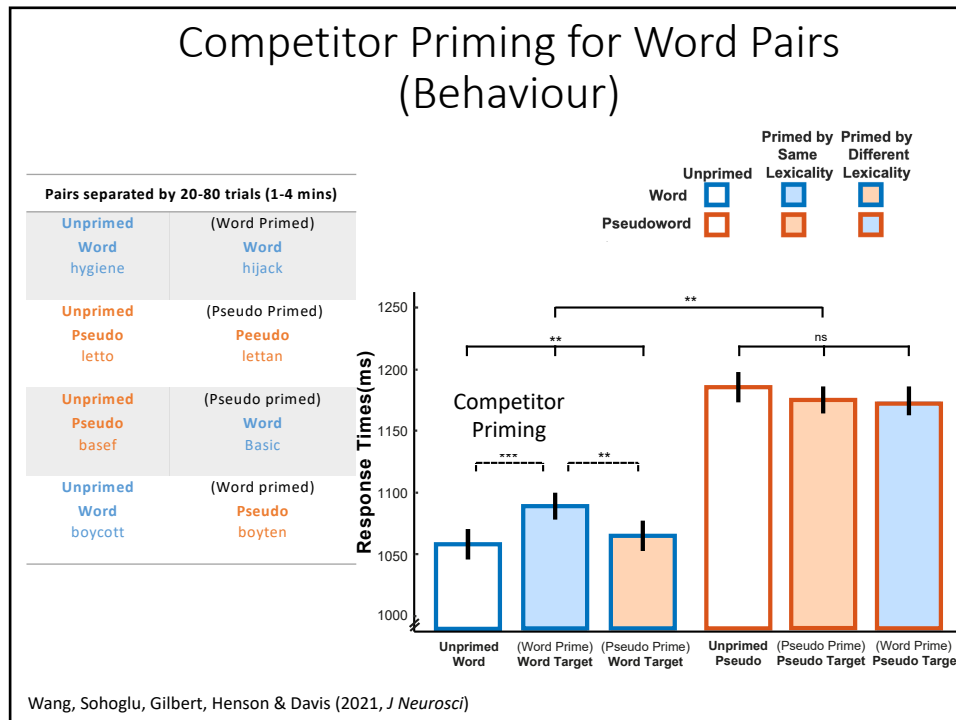 Competitor Priming for Word Pairs
(Behaviour)
Pairs separated by 20-80 trials (1-4 mins)
Unprimed (Word Primed)
Word Word
hygiene hijack
Unprimed (Pseudo Primed)
Pseudo Peeudo
letto lettan
Unprimed (Pseudo primed)
Pseudo Word
basef Basic
Unprimed (Word primed)
Word Pseudo
boycott boyten
Primed by Primed by
Same Different
Unprimed Lexicality Lexicality
Word
Pseudoword
Response Times(ms)
1250
1200
1150
1100
1050
1000
**
**
ns
Competitor
Priming
***
**
Unprimed (Word Prime) (Pseudo Prime) Unprimed (Pseudo Prime) (Word Prime)
Word Word Target Word Target Pseudo Pseudo Target Pseudo Targe
Wang, Sohoglu, Gilbert, Henson & Davis (2021, J Neurosci)